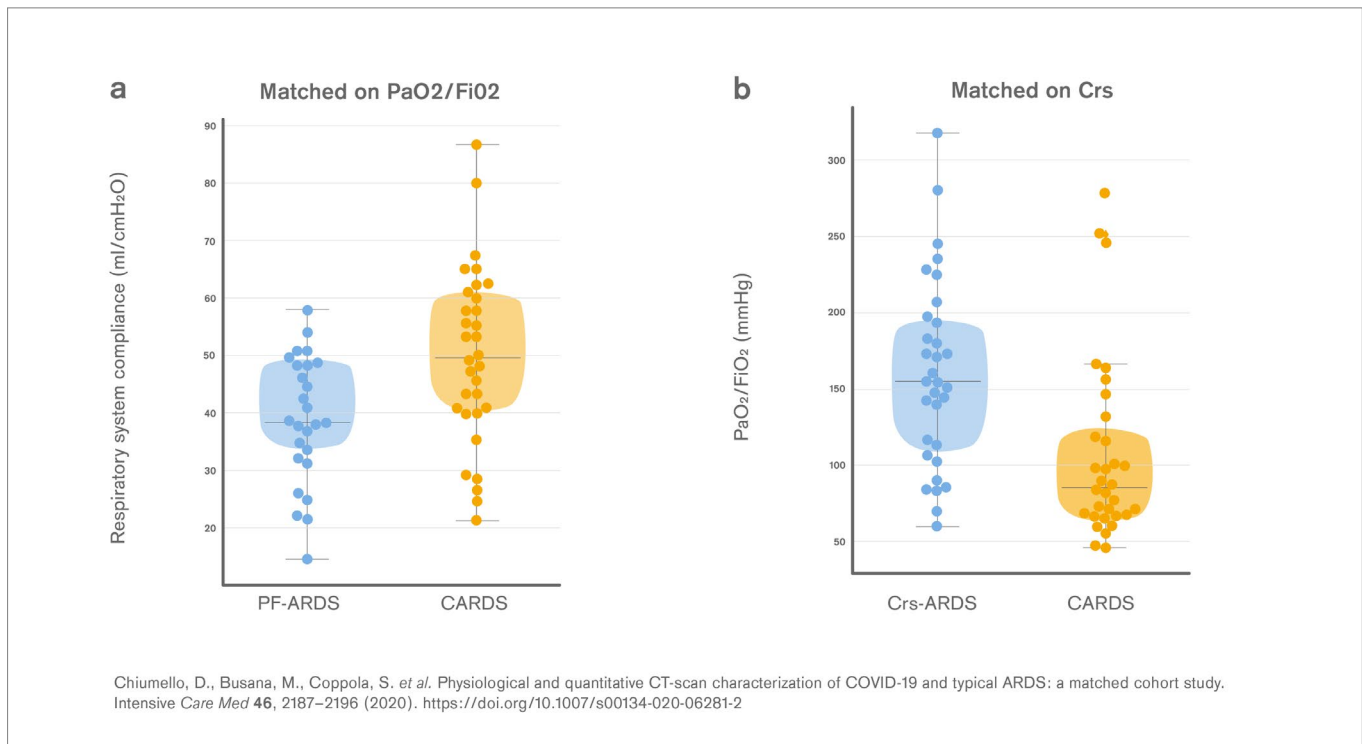 a
Matched on PaO2/Fi02
Respiratory system compliance (ml/cmH₂O)
90
80
70
60
50
40
30
20
PF-ARDS
CARDS
b
Matched on Crs
PaO₂/FiO₂ (mmHg)
300
250
200
150
100
50
Crs-ARDS
CARDS
Chiumello, D., Busana, M., Coppola, S. et al. Physiological and quantitative CT-scan characterization of COVID-19 and typical ARDS: a matched cohort study.
Intensive Care Med 46, 2187–2196 (2020). https://doi.org/10.1007/s00134-020-06281-2